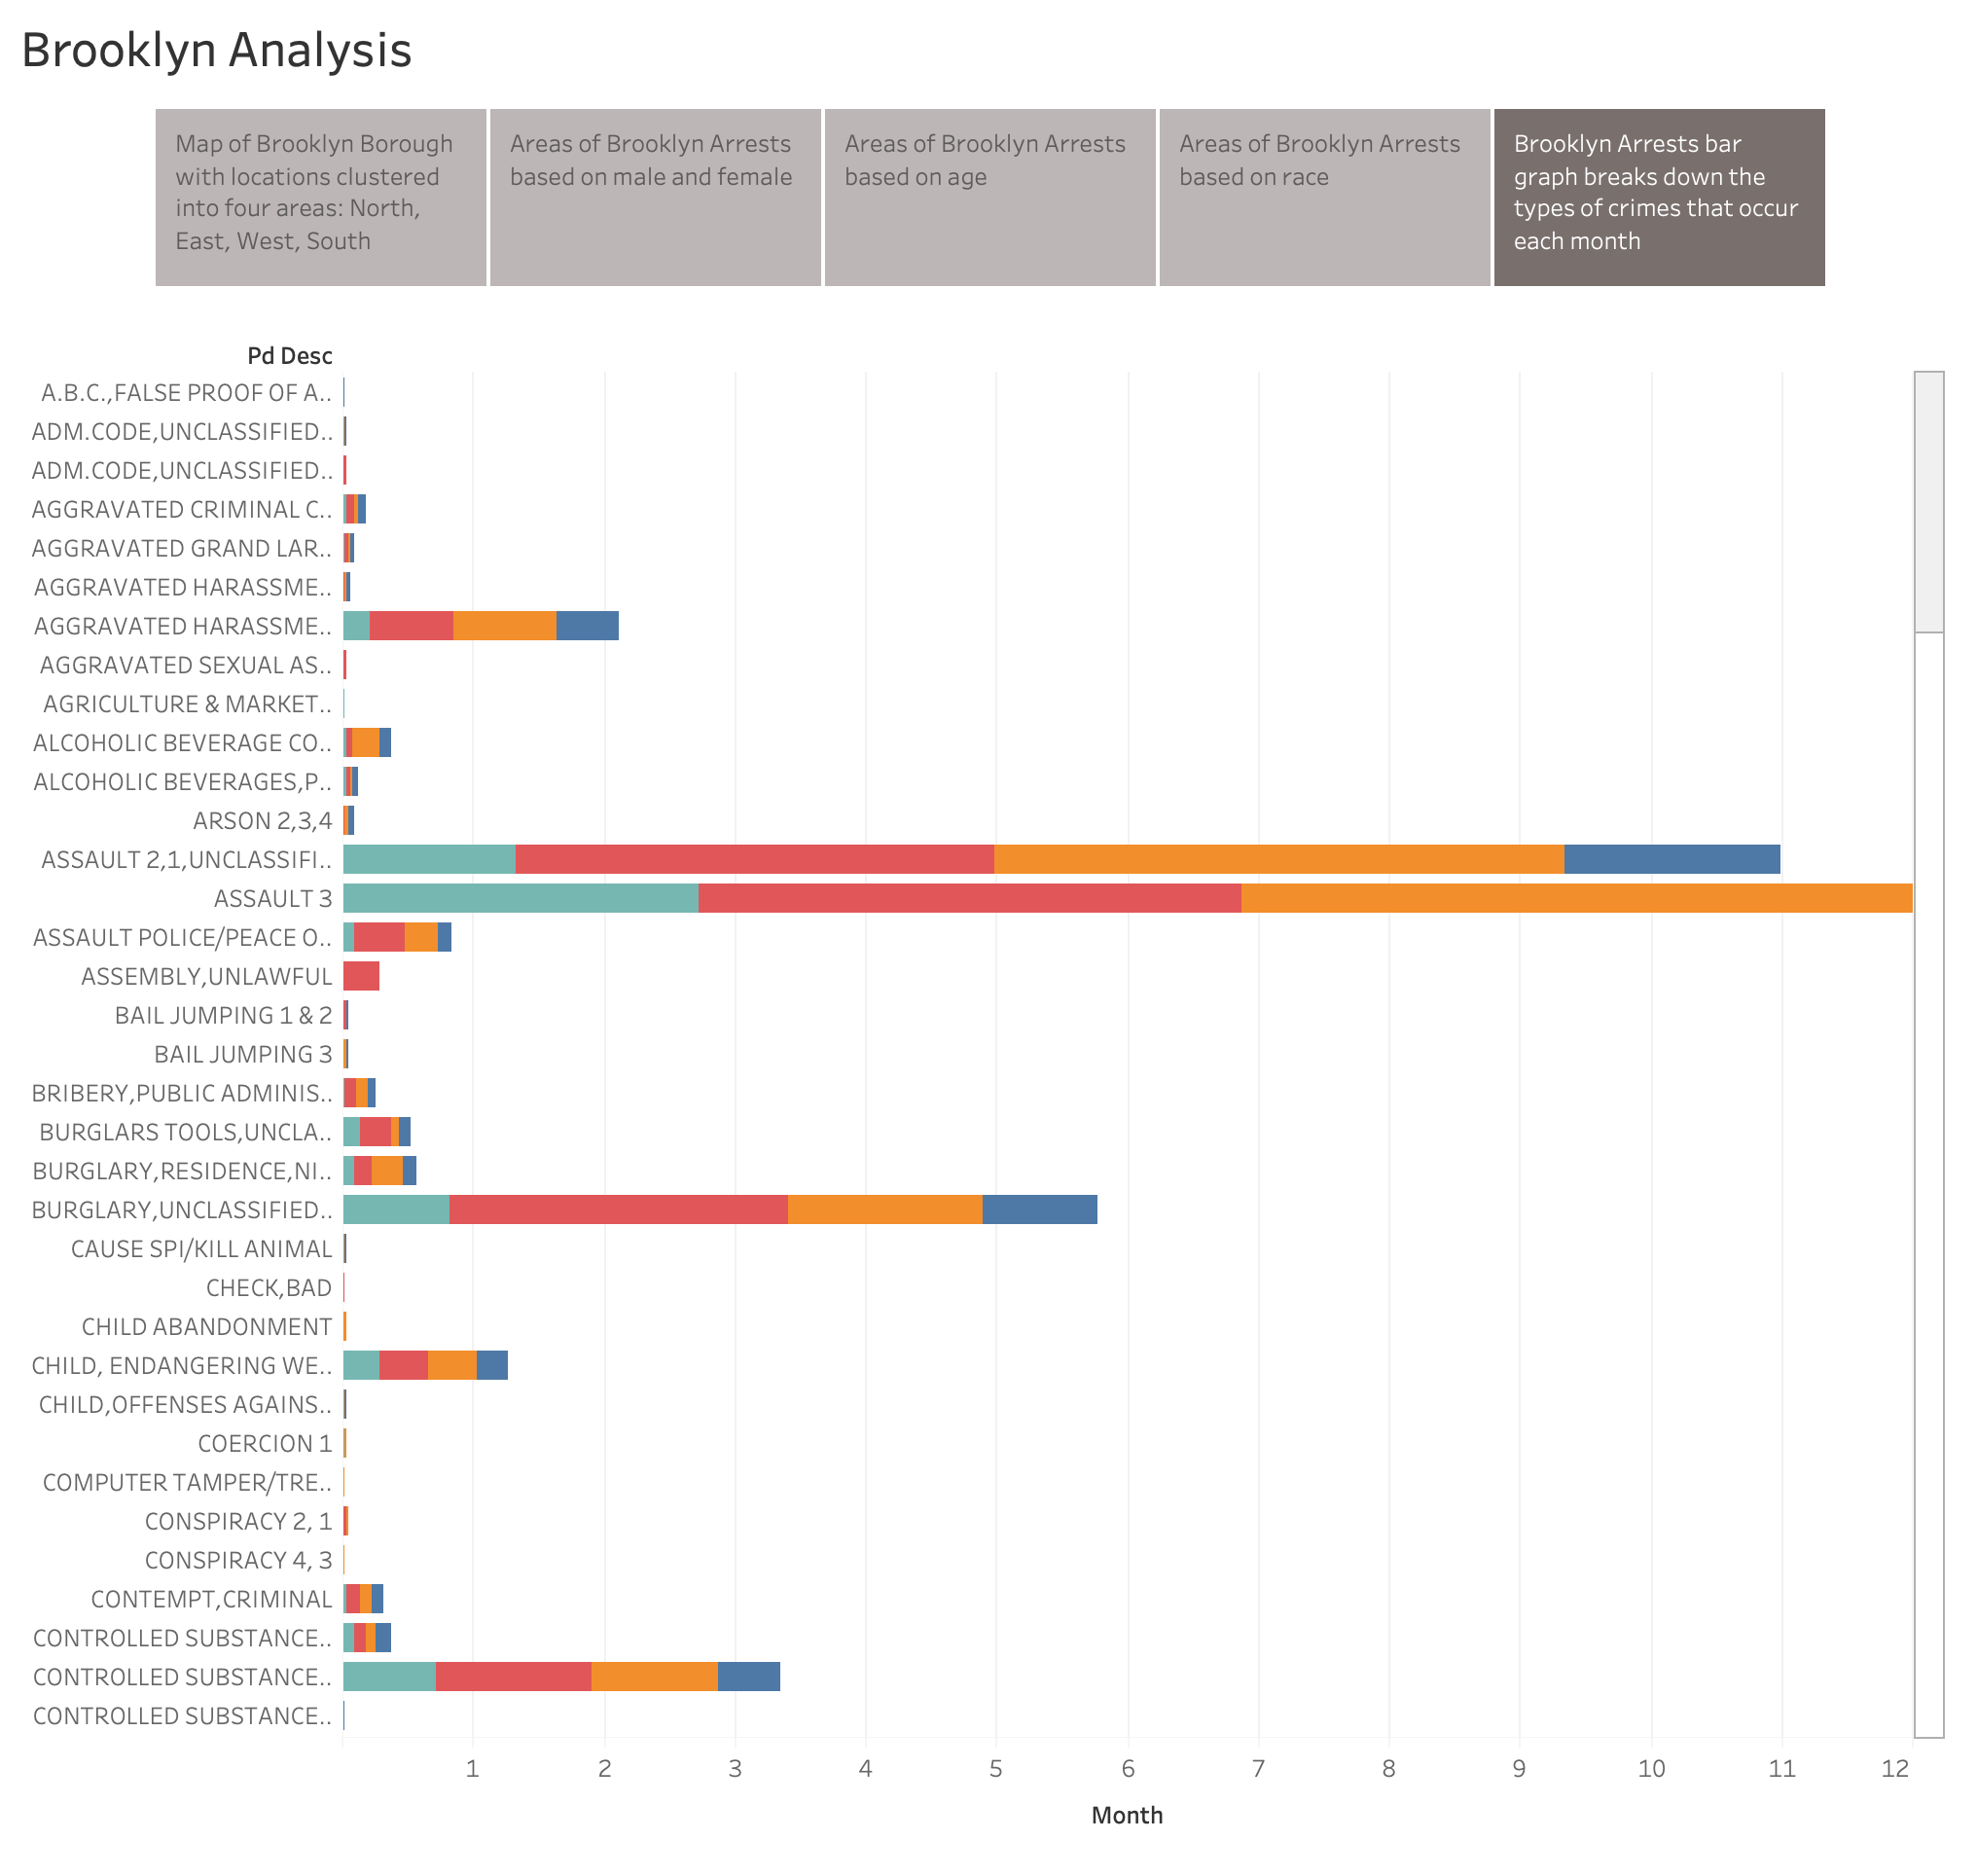 Brooklyn Analysis
Map of Brooklyn Borough
with locations clustered
into four areas: North,
East, West, South
Areas of Brooklyn Arrests
based on male and female
Areas of Brooklyn Arrests
based on age
Areas of Brooklyn Arrests
based on race
Brooklyn Arrests bar
graph breaks down the
types of crimes that occur
each month
Pd Desc
A.B.C.,FALSE PROOF OF A..
ADM.CODE,UNCLASSIFIED..
ADM.CODE,UNCLASSIFIED..
AGGRAVATED CRIMINAL C..
AGGRAVATED GRAND LAR..
AGGRAVATED HARASSME..
AGGRAVATED HARASSME..
AGGRAVATED SEXUAL AS..
AGRICULTURE & MARKET..
ALCOHOLIC BEVERAGE CO..
ALCOHOLIC BEVERAGES,P..
ARSON 2,3,4
ASSAULT 2,1,UNCLASSIFI..
ASSAULT 3
ASSAULT POLICE/PEACE O..
ASSEMBLY,UNLAWFUL
BAIL JUMPING 1 & 2
BAIL JUMPING 3
BRIBERY,PUBLIC ADMINIS..
BURGLARS TOOLS,UNCLA..
BURGLARY,RESIDENCE,NI..
BURGLARY,UNCLASSIFIED..
CAUSE SPI/KILL ANIMAL
CHECK,BAD
CHILD ABANDONMENT
CHILD, ENDANGERING WE..
CHILD,OFFENSES AGAINS..
COERCION 1
COMPUTER TAMPER/TRE..
CONSPIRACY 2, 1
CONSPIRACY 4, 3
CONTEMPT,CRIMINAL
CONTROLLED SUBSTANCE..
CONTROLLED SUBSTANCE..
CONTROLLED SUBSTANCE..
1 2 3 4 5 6 7 8 9 10 11 12
Month